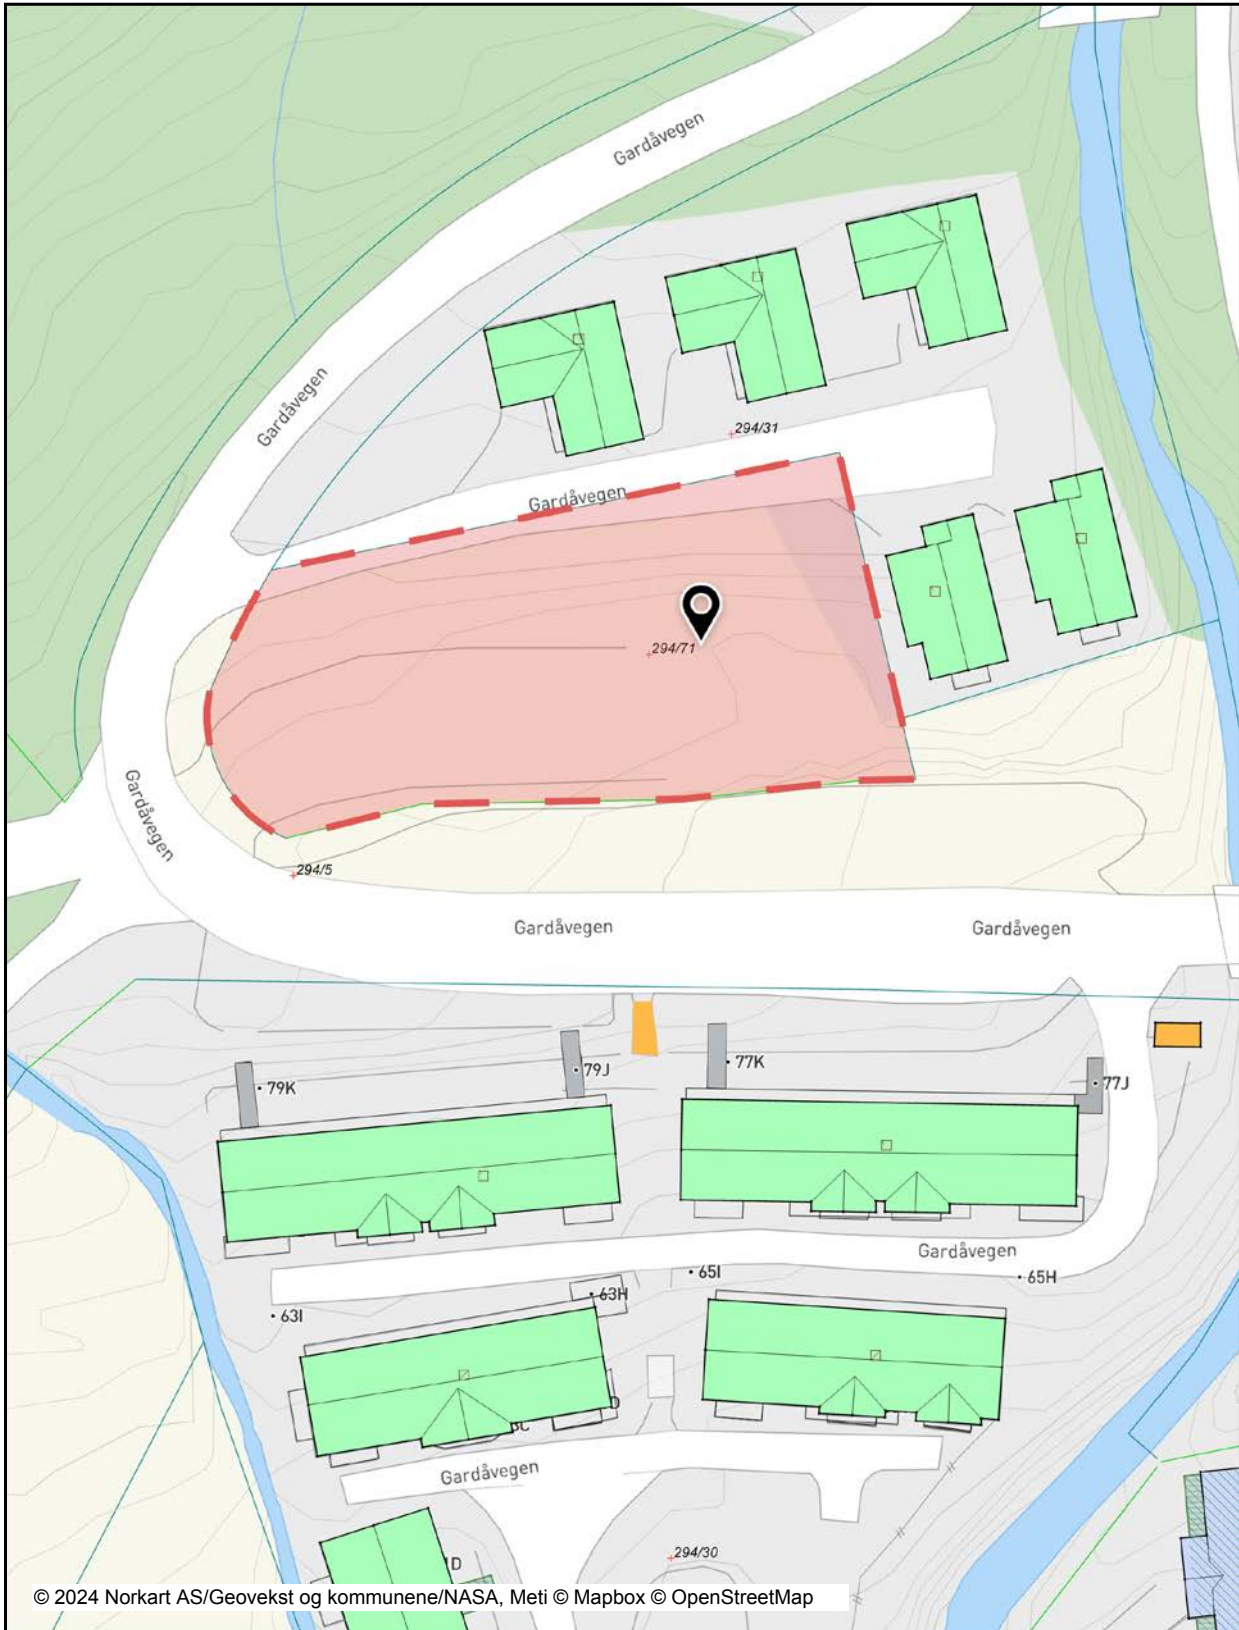 Gardåvegen
Gardåvegen
294/31
Gardåvegen
294/71
Gardåvegen
294/5
Gardåvegen
Gardåvegen
79K
79J
77K
77J
Gardåvegen
65I
65H
63H
63I
Gardåvegen
294/30
1D
© 2024 Norkart AS/Geovekst og kommunene/NASA, Meti © Mapbox © OpenStreetMap